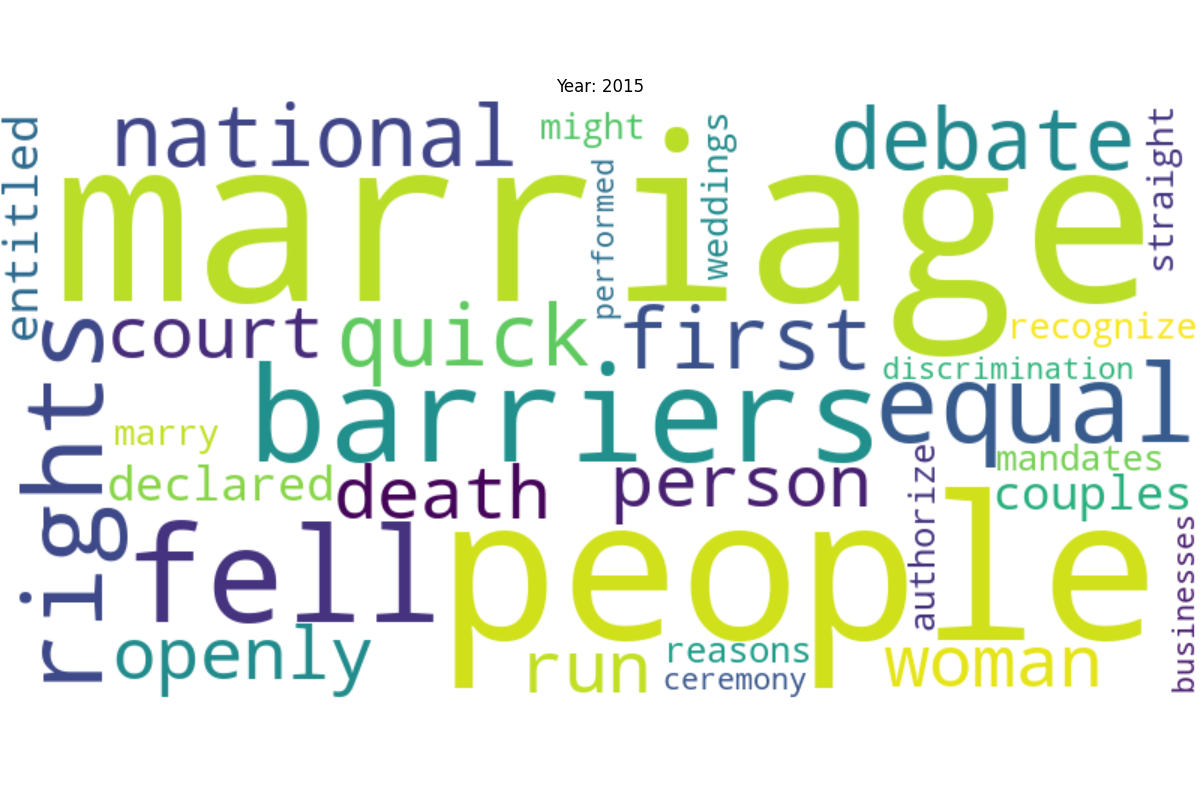 Year: 2015
national
might
debate
entitled
marriage
performed
weddings
straight
court
quick
first
recognize
discrimination
rights
marry
barriers
equal
declared
death
person
mandates
couples
authorize
fell
people
businesses
openly
run
reasons
ceremony
woman